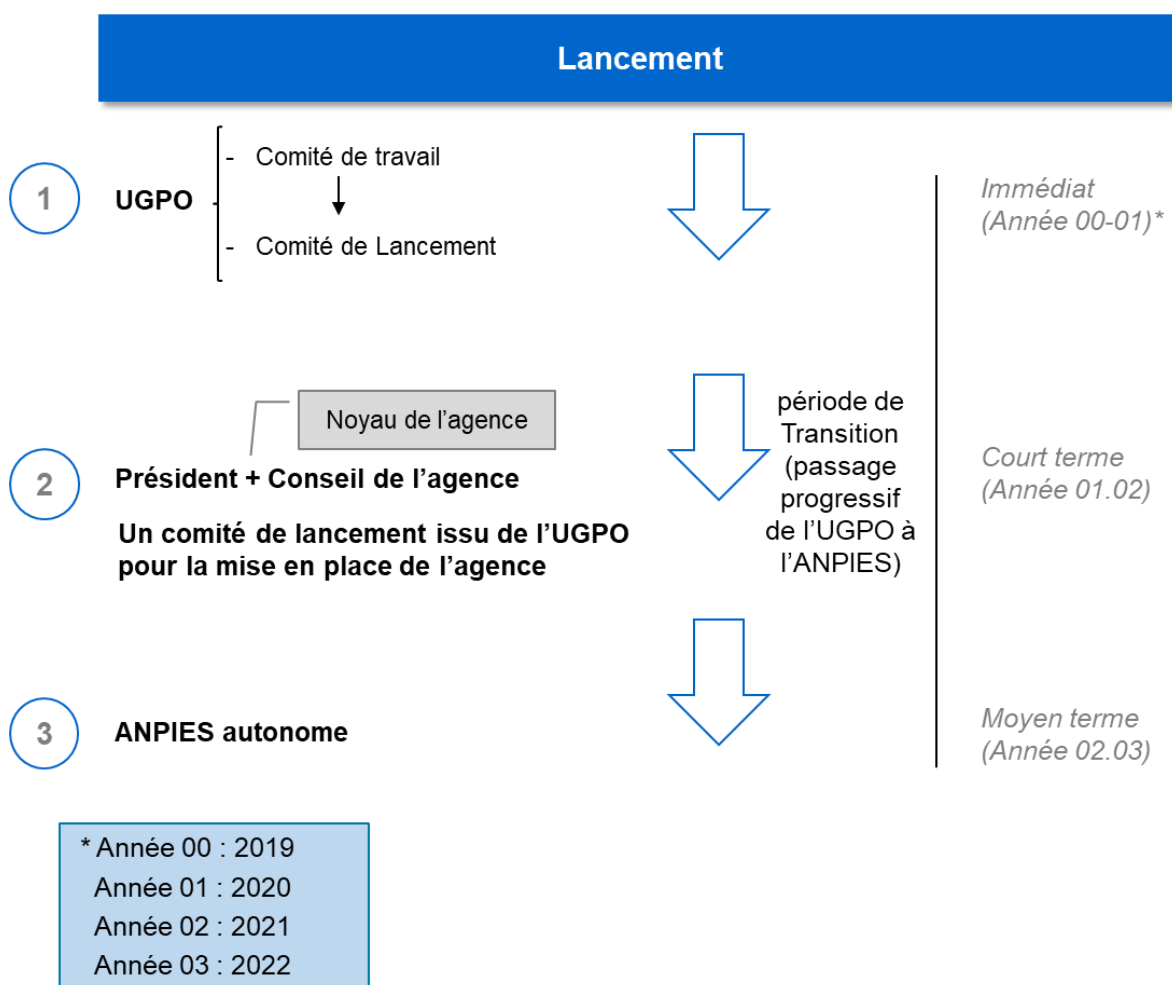 Lancement
1
UGPO
- Comité de travail
- Comité de Lancement
Immédiat
(Année 00-01)*
Noyau de l’agence
2
Président + Conseil de l’agence
Un comité de lancement issu de l’UGPO
pour la mise en place de l’agence
période de
Transition
(passage
progressif
de l’UGPO à
l’ANPIES)
Court terme
(Année 01.02)
3
ANPIES autonome
Moyen terme
(Année 02.03)
* Année 00 : 2019
Année 01 : 2020
Année 02 : 2021
Année 03 : 2022